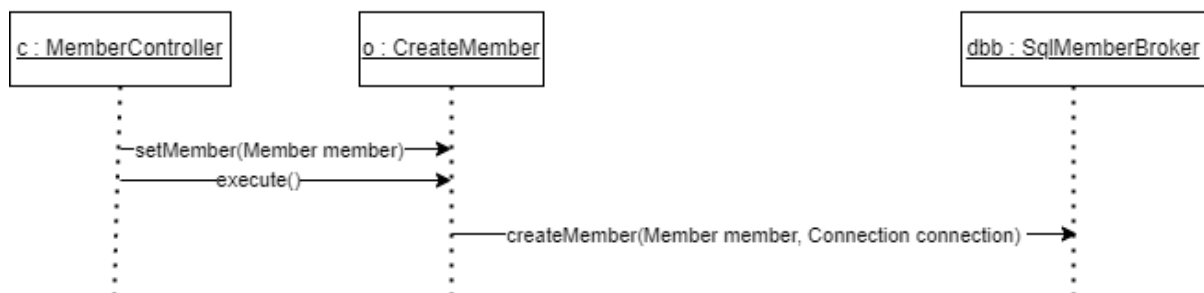 c : MemberController
o : CreateMember
dbb : SqlMemberBroker
setMember(Member member)
execute()
createMember(Member member, Connection connection)